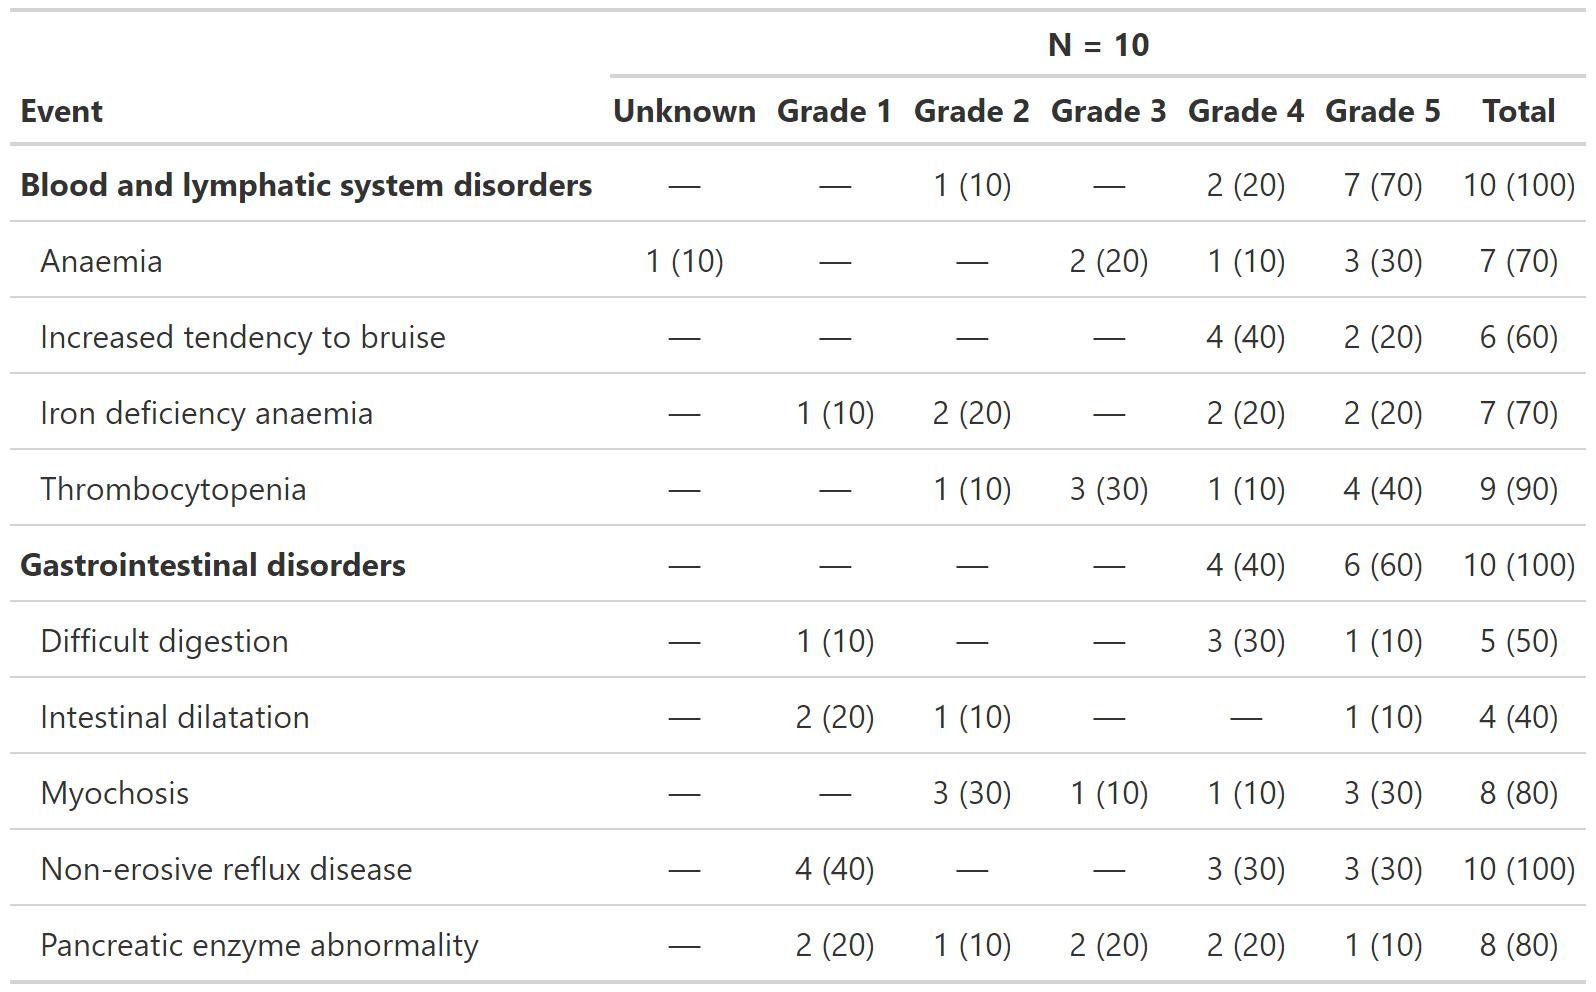 N = 10
Event Unknown Grade 1 Grade 2 Grade 3 Grade 4 Grade 5 Total
Blood and lymphatic system disorders — — 1 (10) — 2 (20) 7 (70) 10 (100)
Anaemia 1 (10) — — 2 (20) 1 (10) 3 (30) 7 (70)
Increased tendency to bruise — — — — 4 (40) 2 (20) 6 (60)
Iron deficiency anaemia — 1 (10) 2 (20) — 2 (20) 2 (20) 7 (70)
Thrombocytopenia — — 1 (10) 3 (30) 1 (10) 4 (40) 9 (90)
Gastrointestinal disorders — — — — 4 (40) 6 (60) 10 (100)
Difficult digestion — 1 (10) — — 3 (30) 1 (10) 5 (50)
Intestinal dilatation — 2 (20) 1 (10) — — 1 (10) 4 (40)
Myochosis — — 3 (30) 1 (10) 1 (10) 3 (30) 8 (80)
Non-erosive reflux disease — 4 (40) — — 3 (30) 3 (30) 10 (100)
Pancreatic enzyme abnormality — 2 (20) 1 (10) 2 (20) 2 (20) 1 (10) 8 (80)